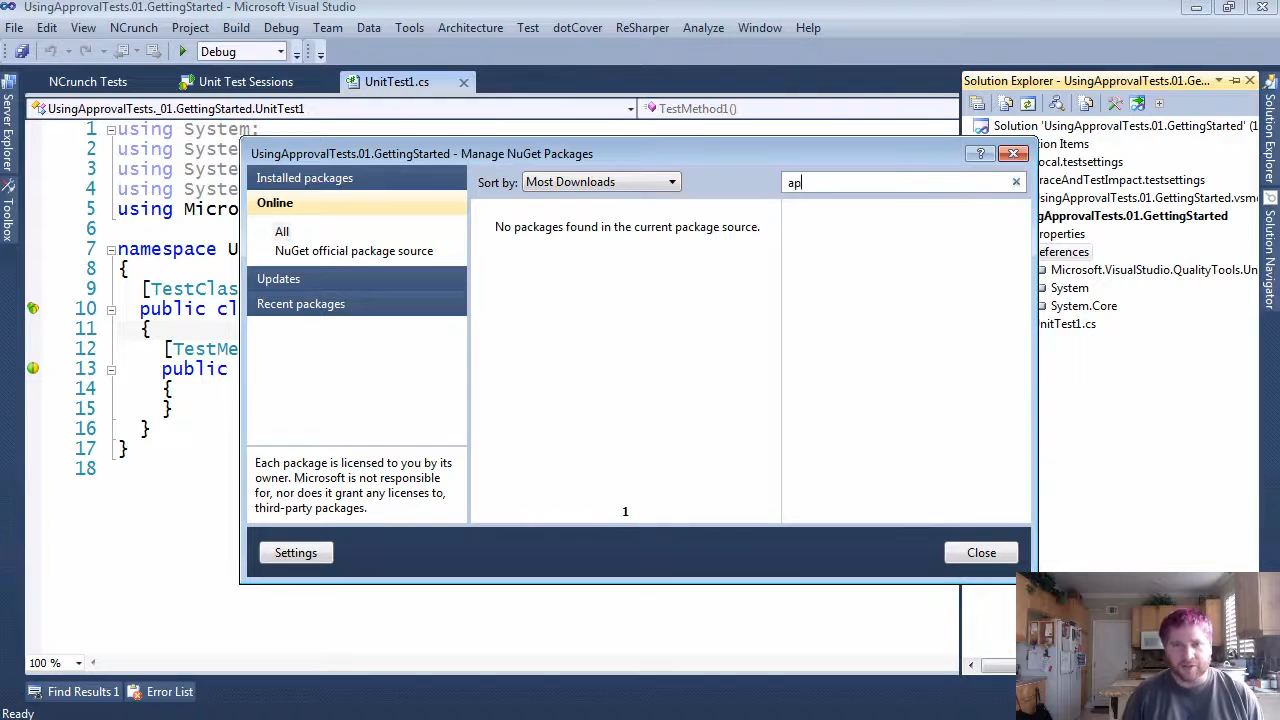 UsingApprovalTests.01.GettingStarted - Microsoft Visual Studio
File Edit View NCrunch Project Build Debug Team Data Tools Architecture Test dotCover ReSharper Analyze Window Help
Debug
NCrunch Tests Unit Test Sessions UnitTest1.cs
UsingApprovalTests._01.GettingStarted.UnitTest1 TestMethod1()
Server Explorer
Toolbox
1 using System;
2 using Syste
3 using Syste
4 using Syste
5 using Micro
6
7 namespace U
8 {
9 [TestClas
10 public cl
11 {
12 [TestMe
13 public
14 {
15 }
16 }
17 }
18
100 %
UsingApprovalTests.01.GettingStarted - Manage NuGet Packages
Installed packages
Online
All
NuGet official package source
Updates
Recent packages
Each package is licensed to you by its
owner. Microsoft is not responsible
for, nor does it grant any licenses to,
third-party packages.
Sort by: Most Downloads
ap
No packages found in the current package source.
1
Settings Close
Solution Explorer - UsingApprovalTests.01.Ge...
Solution 'UsingApprovalTests.01.GettingStarted' (1
on Items
ocal.testsettings
raceAndTestImpact.testsettings
singApprovalTests.01.GettingStarted.vsm
gApprovalTests.01.GettingStarted
roperties
eferences
Microsoft.VisualStudio.QualityTools.Un
System
System.Core
nitTest1.cs
Solution Explorer
Solution Navigator
Find Results 1 Error List
Ready